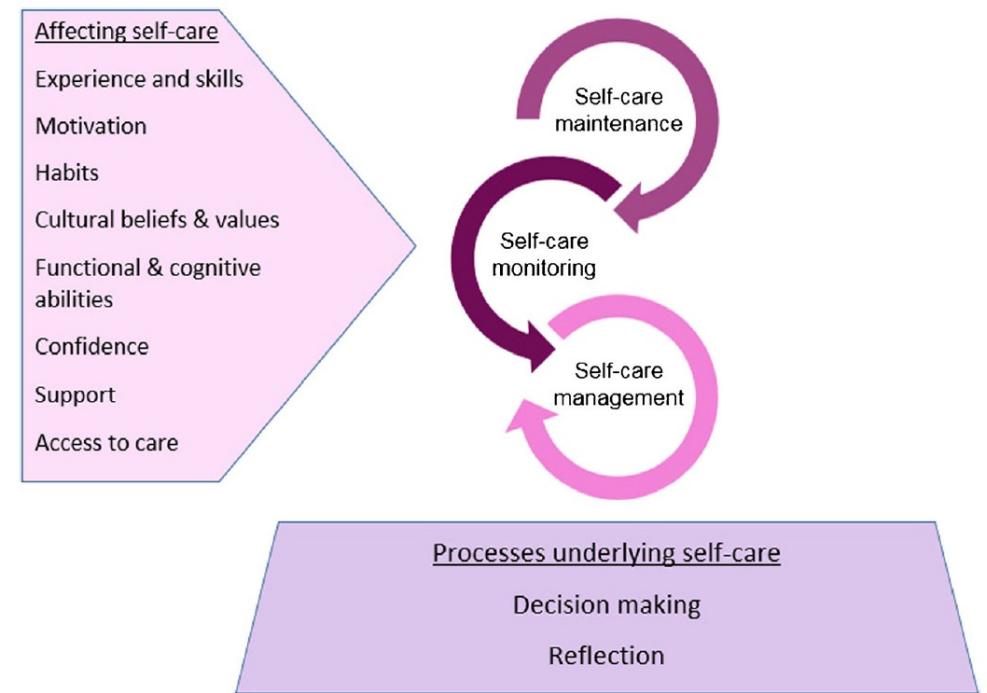 Affecting self-care
Experience and skills
Motivation
Habits
Cultural beliefs & values
Functional & cognitive
abilities
Confidence
Support
Access to care
Self-care
maintenance
Self-care
monitoring
Self-care
management
Processes underlying self-care
Decision making
Reflection